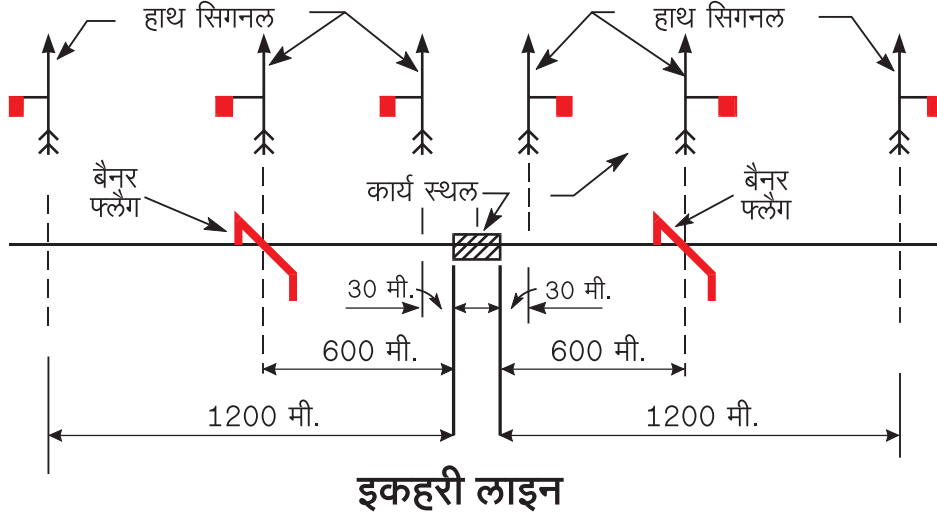 हाथ सिगनल
हाथ सिगनल
बैनर
फ्लैग
कार्य स्थल
बैनर
फ्लैग
30 मी.
30 मी.
600 मी.
600 मी.
1200 मी.
1200 मी.
इकहरी लाइन